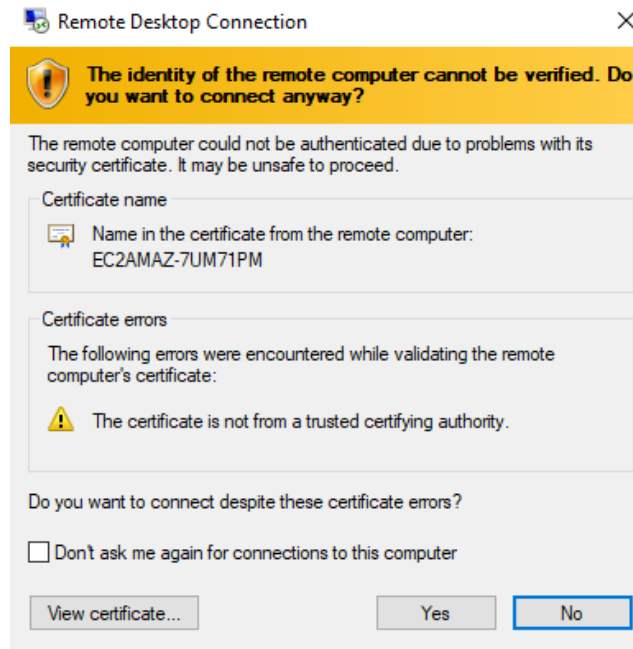 Remote Desktop Connection
The identity of the remote computer cannot be verified. Do
you want to connect anyway?
The remote computer could not be authenticated due to problems with its
security certificate. It may be unsafe to proceed.
Certificate name
Name in the certificate from the remote computer:
EC2AMAZ-7UM71PM
Certificate errors
The following errors were encountered while validating the remote
computer's certificate:
The certificate is not from a trusted certifying authority.
Do you want to connect despite these certificate errors?
Don't ask me again for connections to this computer
View certificate...
Yes
No